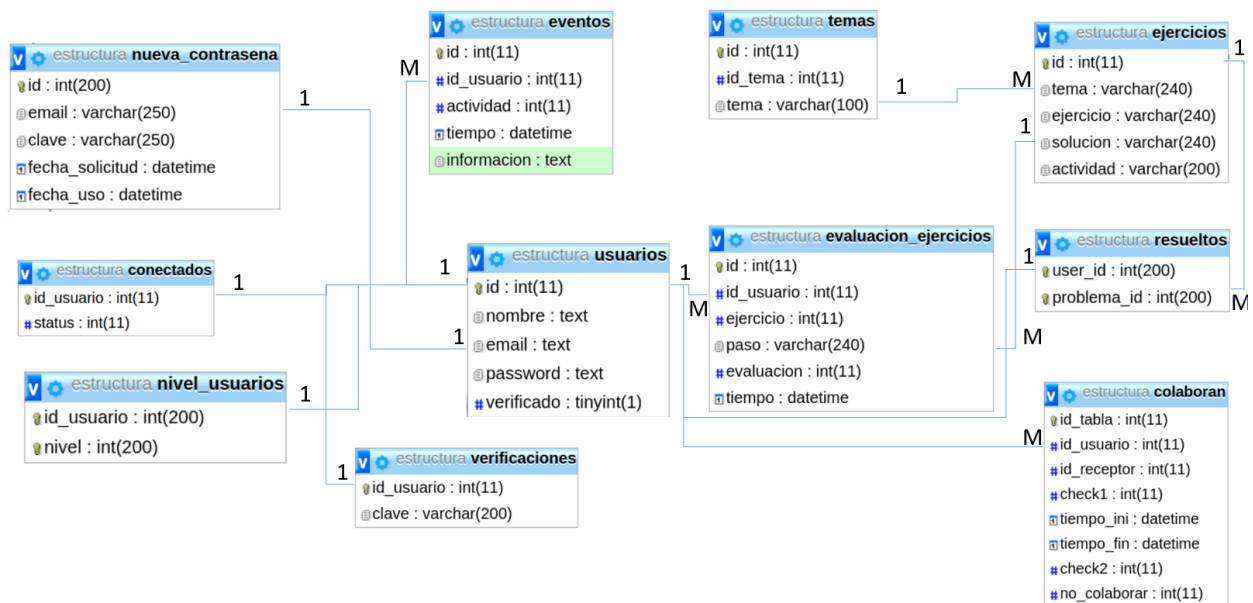 estructura nueva_contrasena
id : int(200)
email : varchar(250)
clave : varchar(250)
fecha_solicitud : datetime
fecha_uso : datetime
1
M
estructura eventos
id : int(11)
id_usuario : int(11)
actividad : int(11)
tiempo : datetime
informacion : text
estructura temas
id : int(11)
id_tema : int(11)
tema : varchar(100)
1
M
estructura ejercicios
id : int(11)
tema : varchar(240)
ejercicio : varchar(240)
solucion : varchar(240)
actividad : varchar(200)
1
1
estructura conectados
id_usuario : int(11)
status : int(11)
1
estructura nivel_usuarios
id_usuario : int(200)
nivel : int(200)
1
1
1
estructura usuarios
id : int(11)
nombre : text
email : text
password : text
verificado : tinyint(1)
1
M
estructura evaluacion_ejercicios
id : int(11)
id_usuario : int(11)
ejercicio : int(11)
paso : varchar(240)
evaluacion : int(11)
tiempo : datetime
M
1
estructura resueltos
user_id : int(200)
problema_id : int(200)
M
1
estructura verificaciones
id_usuario : int(11)
clave : varchar(200)
M
estructura colaboran
id_tabla : int(11)
id_usuario : int(11)
id_receptor : int(11)
check1 : int(11)
tiempo_ini : datetime
tiempo_fin : datetime
check2 : int(11)
no_colaborar : int(11)